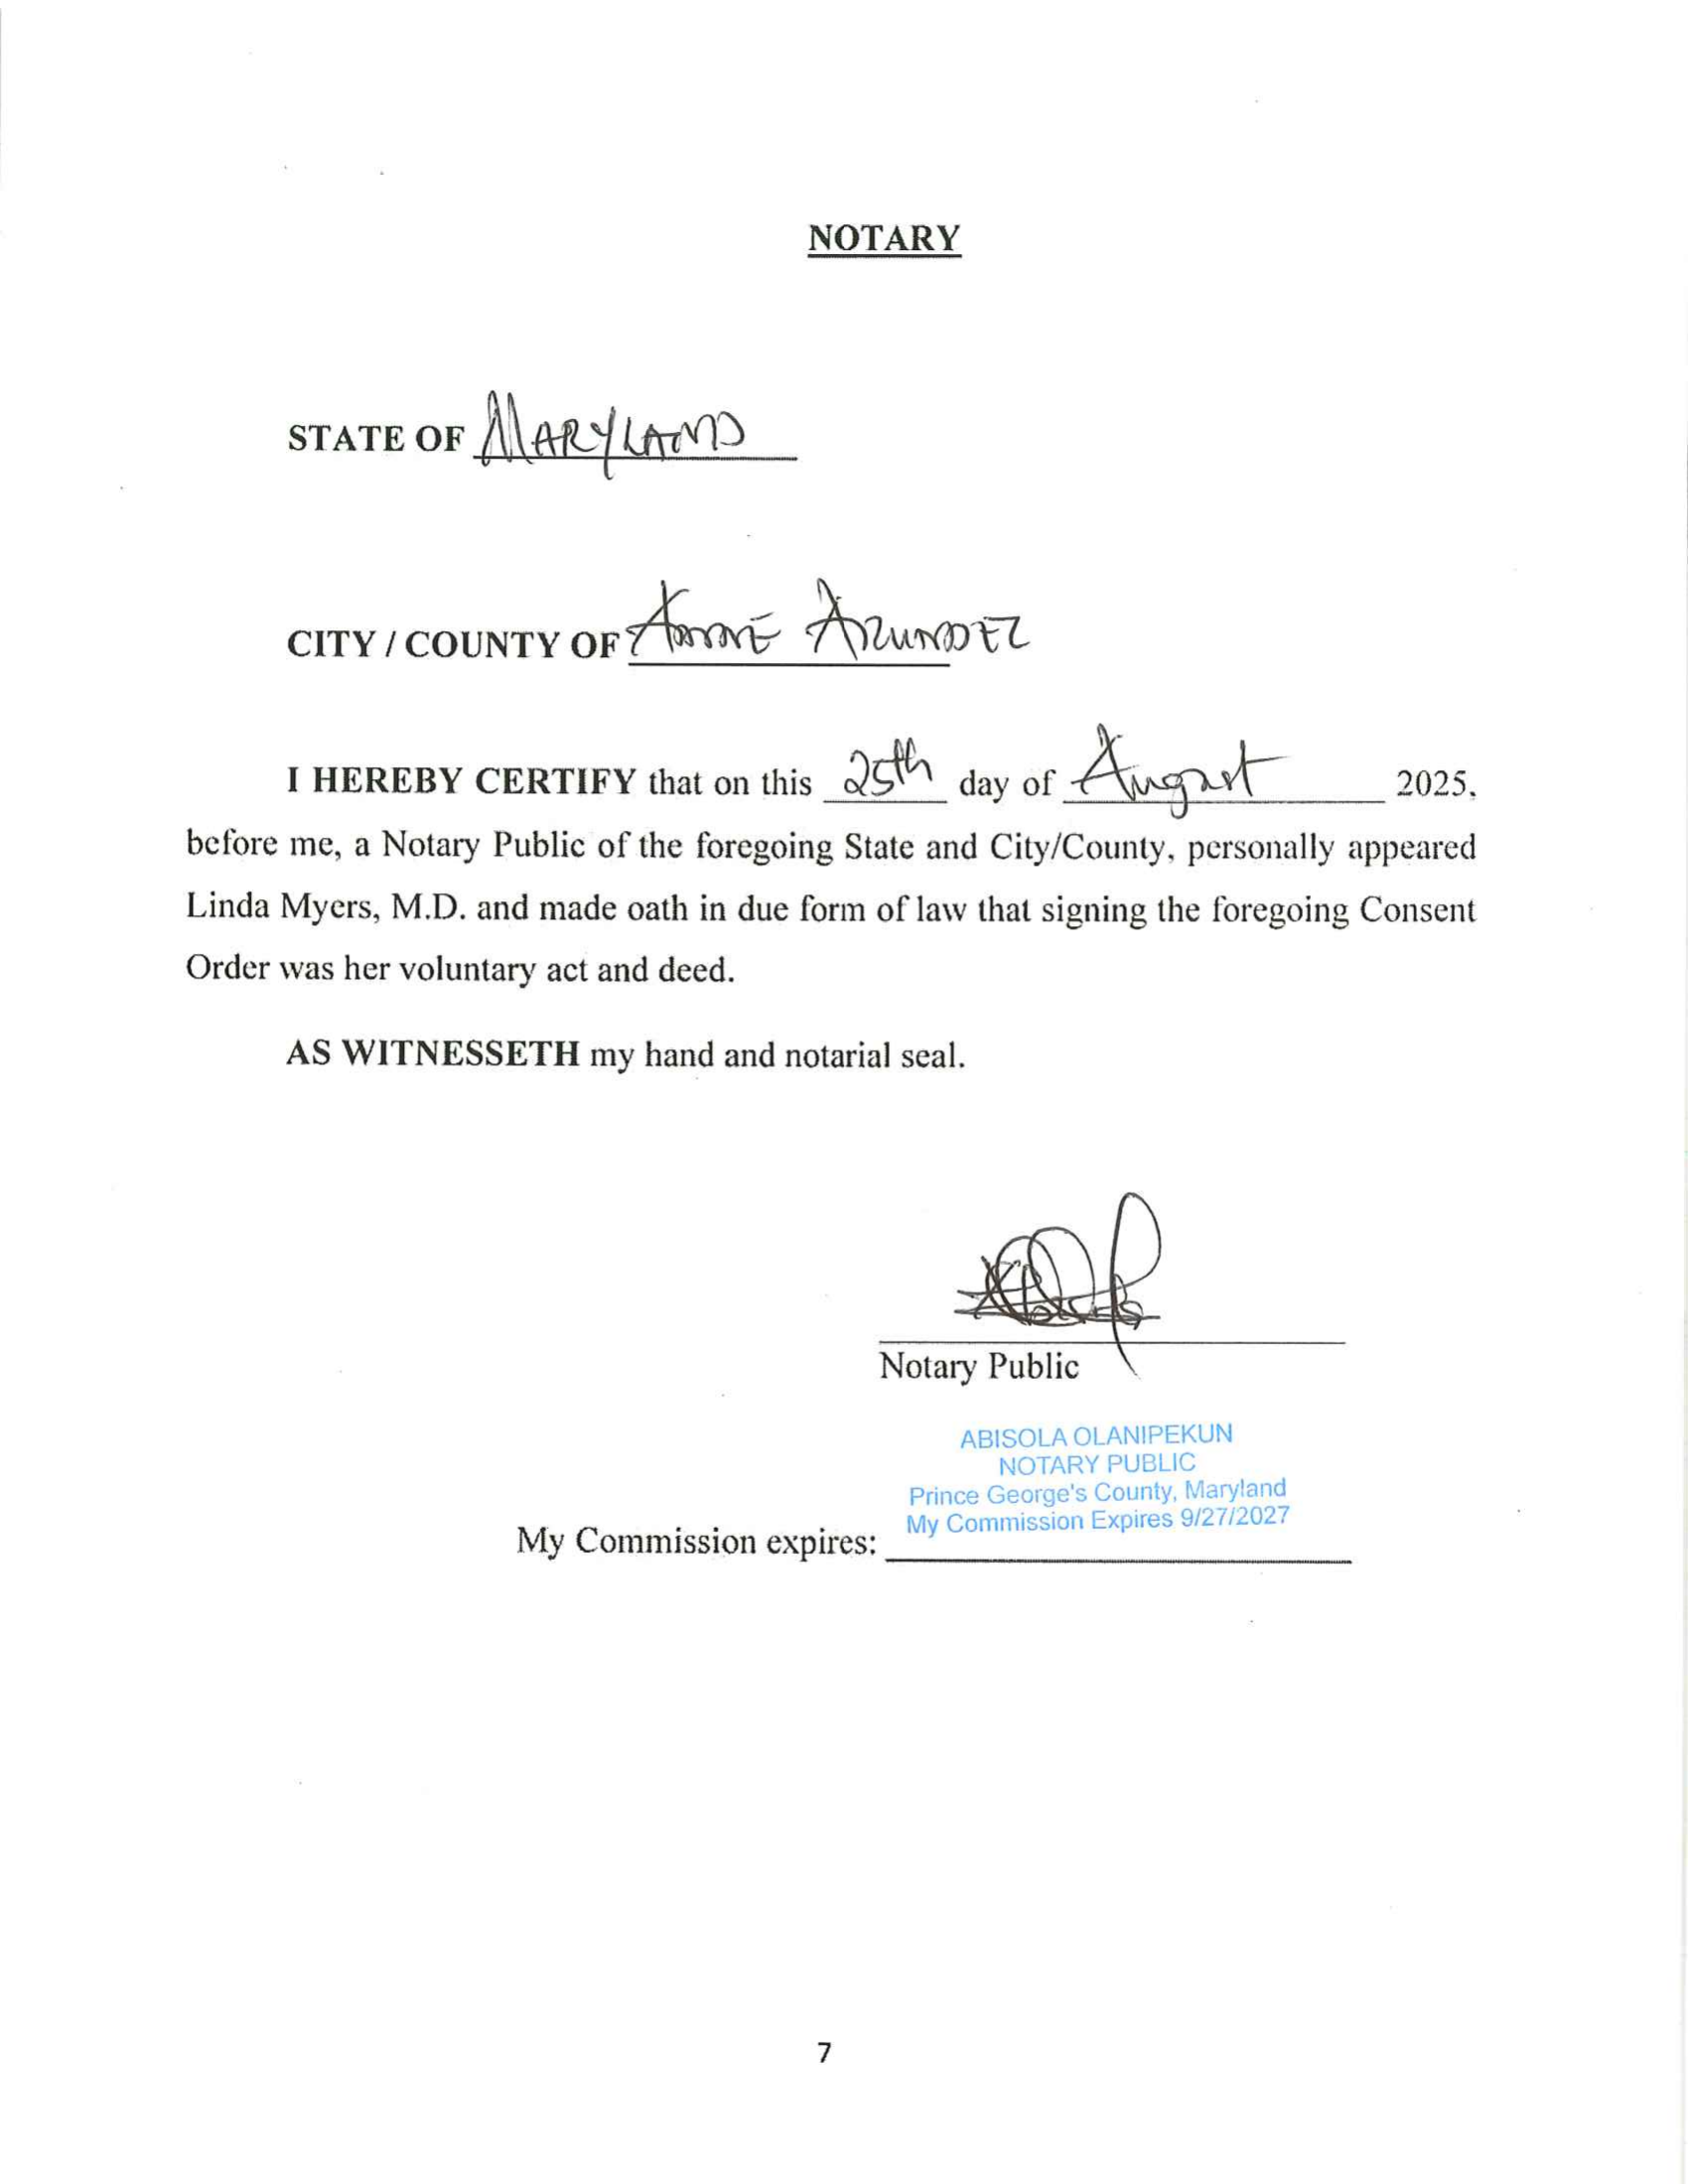 NOTARY
STATE OF MARYLAND
CITY / COUNTY OF ANNE ARUNDEL
I HEREBY CERTIFY that on this 25th day of August 2025,
before me, a Notary Public of the foregoing State and City/County, personally appeared
Linda Myers, M.D. and made oath in due form of law that signing the foregoing Consent
Order was her voluntary act and deed.
AS WITNESSETH my hand and notarial seal.
Notary Public
ABISOLA OLANIPEKUN
NOTARY PUBLIC
Prince George's County, Maryland
My Commission Expires 9/27/2027
My Commission expires:
7